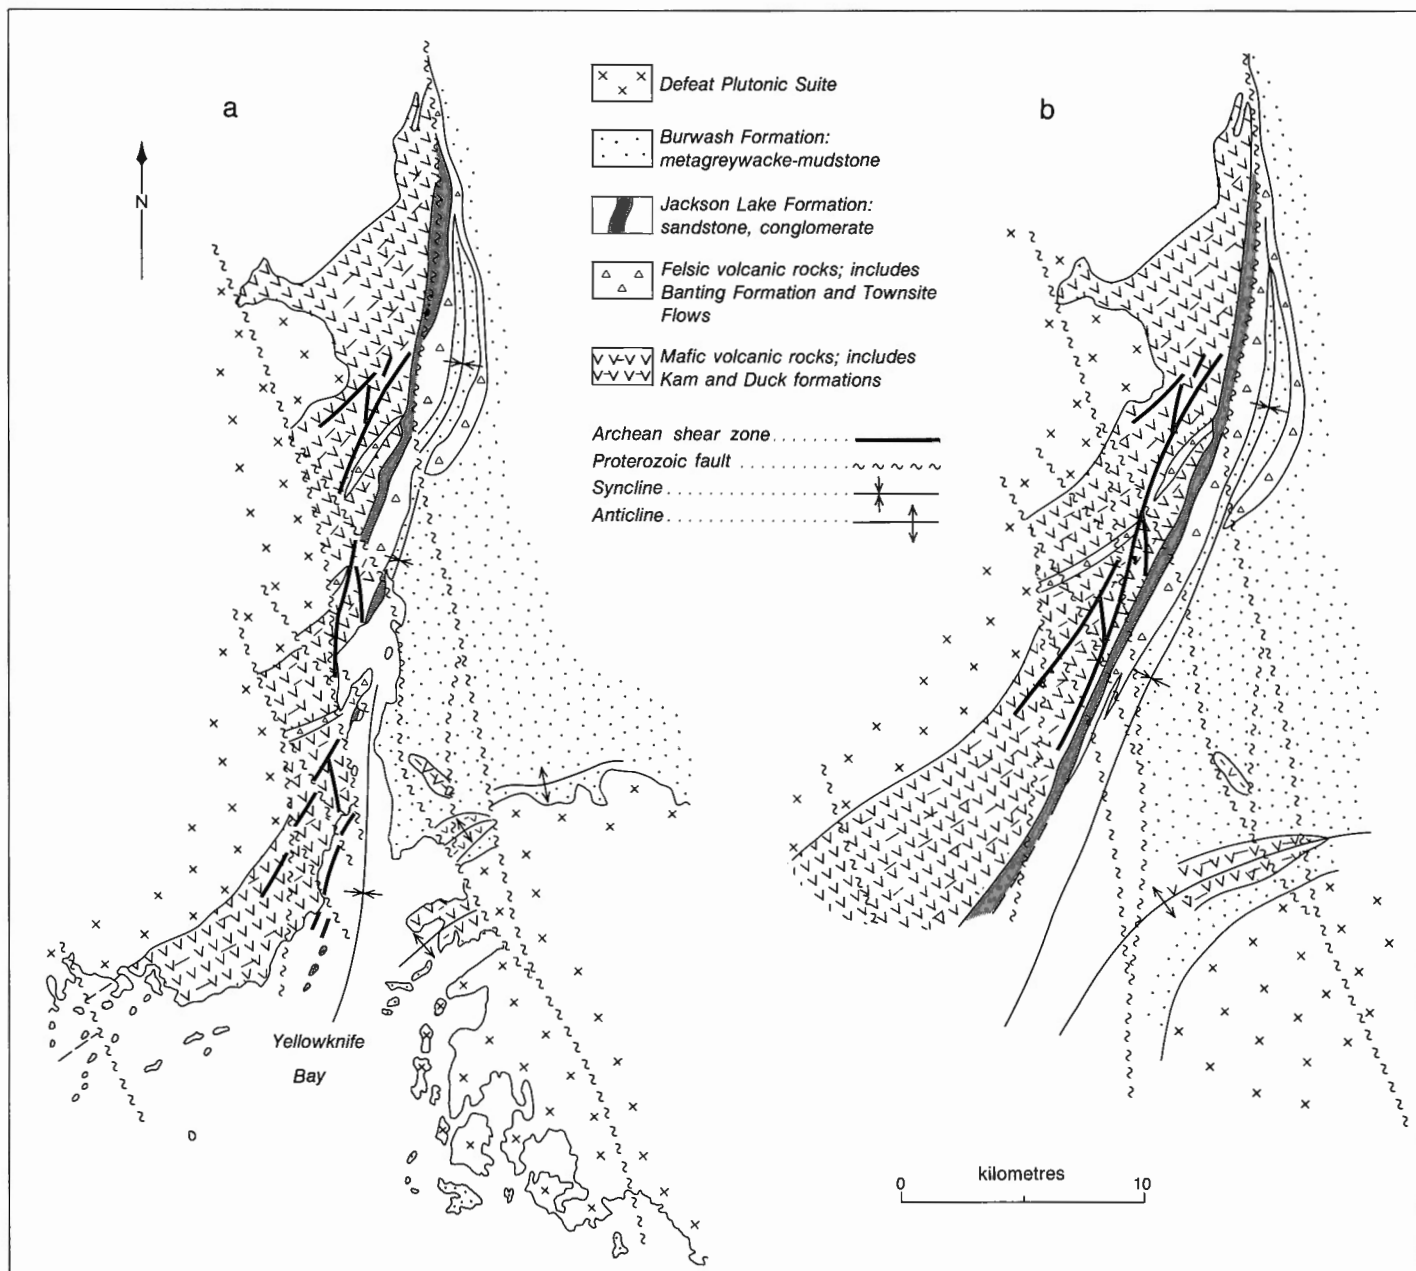 a
b
N
Defeat Plutonic Suite
Burwash Formation:
metagreywacke-mudstone
Jackson Lake Formation:
sandstone, conglomerate
Felsic volcanic rocks; includes
Banting Formation and Townsite
Flows
Mafic volcanic rocks; includes
Kam and Duck formations
Archean shear zone
Proterozoic fault
Syncline
Anticline
Yellowknife
Bay
kilometres
0 10